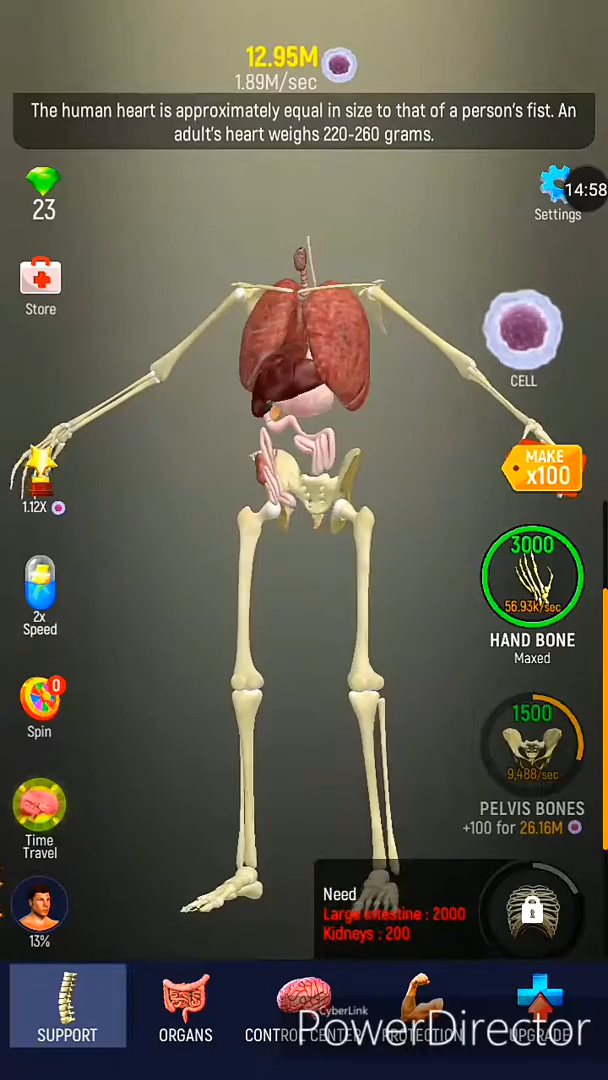 12.95M
1.89M/sec
The human heart is approximately equal in size to that of a person's fist. An
adult's heart weighs 220-260 grams.
23
Settings
14:58
Store
CELL
MAKE
x100
1.12X
3000
56.93k/sec
HAND BONE
Maxed
2x
Speed
0
Spin
1500
9,488/sec
PELVIS BONES
+100 for 26.16M
Time
Travel
Need
Large Intestine : 2000
Kidneys : 200
13%
SUPPORT
ORGANS
CONTROL CENTER
PROTECTION
UPGRADE
CyberLink
PowerDirector